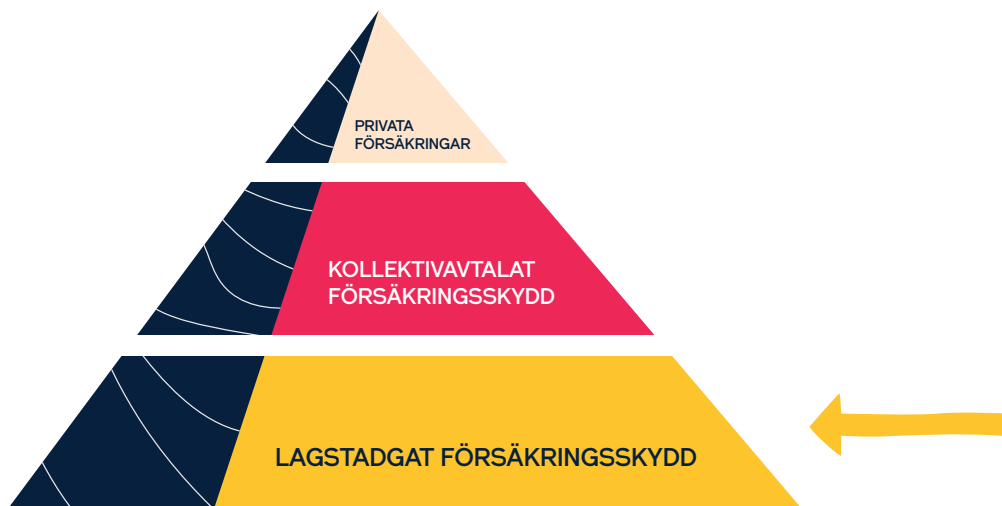 PRIVATA
FÖRSÄKRINGAR
KOLLEKTIVAVTALAT
FÖRSÄKRINGSSKYDD
LAGSTADGAT FÖRSÄKRINGSSKYDD